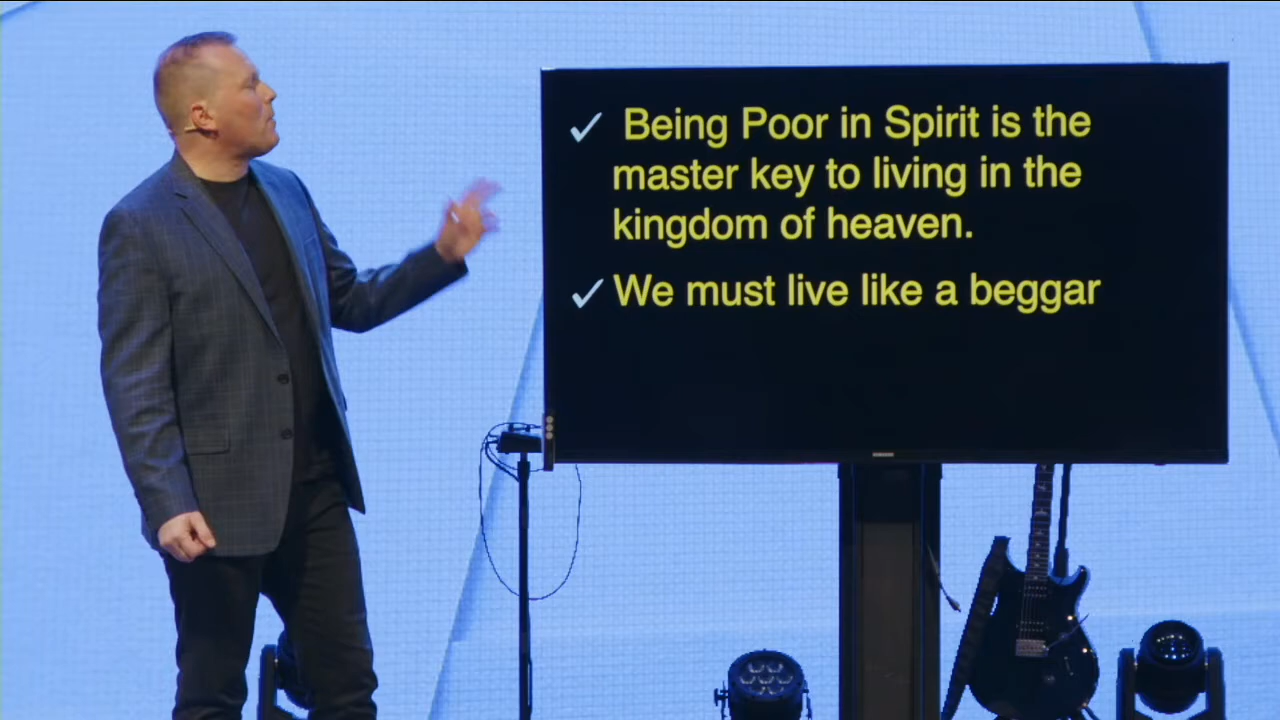 ✓ Being Poor in Spirit is the
master key to living in the
kingdom of heaven.
✓ We must live like a beggar
SAMSUNG